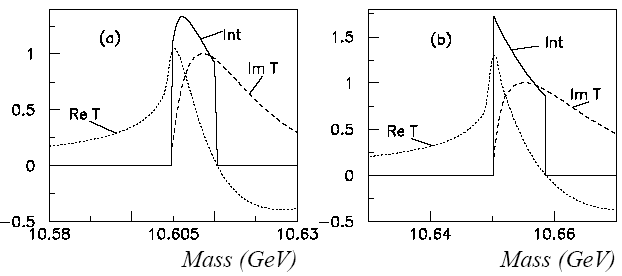 (a)
Int
Im T
Re T
1
0.5
0
-0.5
10.58
10.605
10.63
Mass (GeV)
(b)
Int
Im T
Re T
1.5
1
0.5
0
-0.5
10.64
10.66
Mass (GeV)